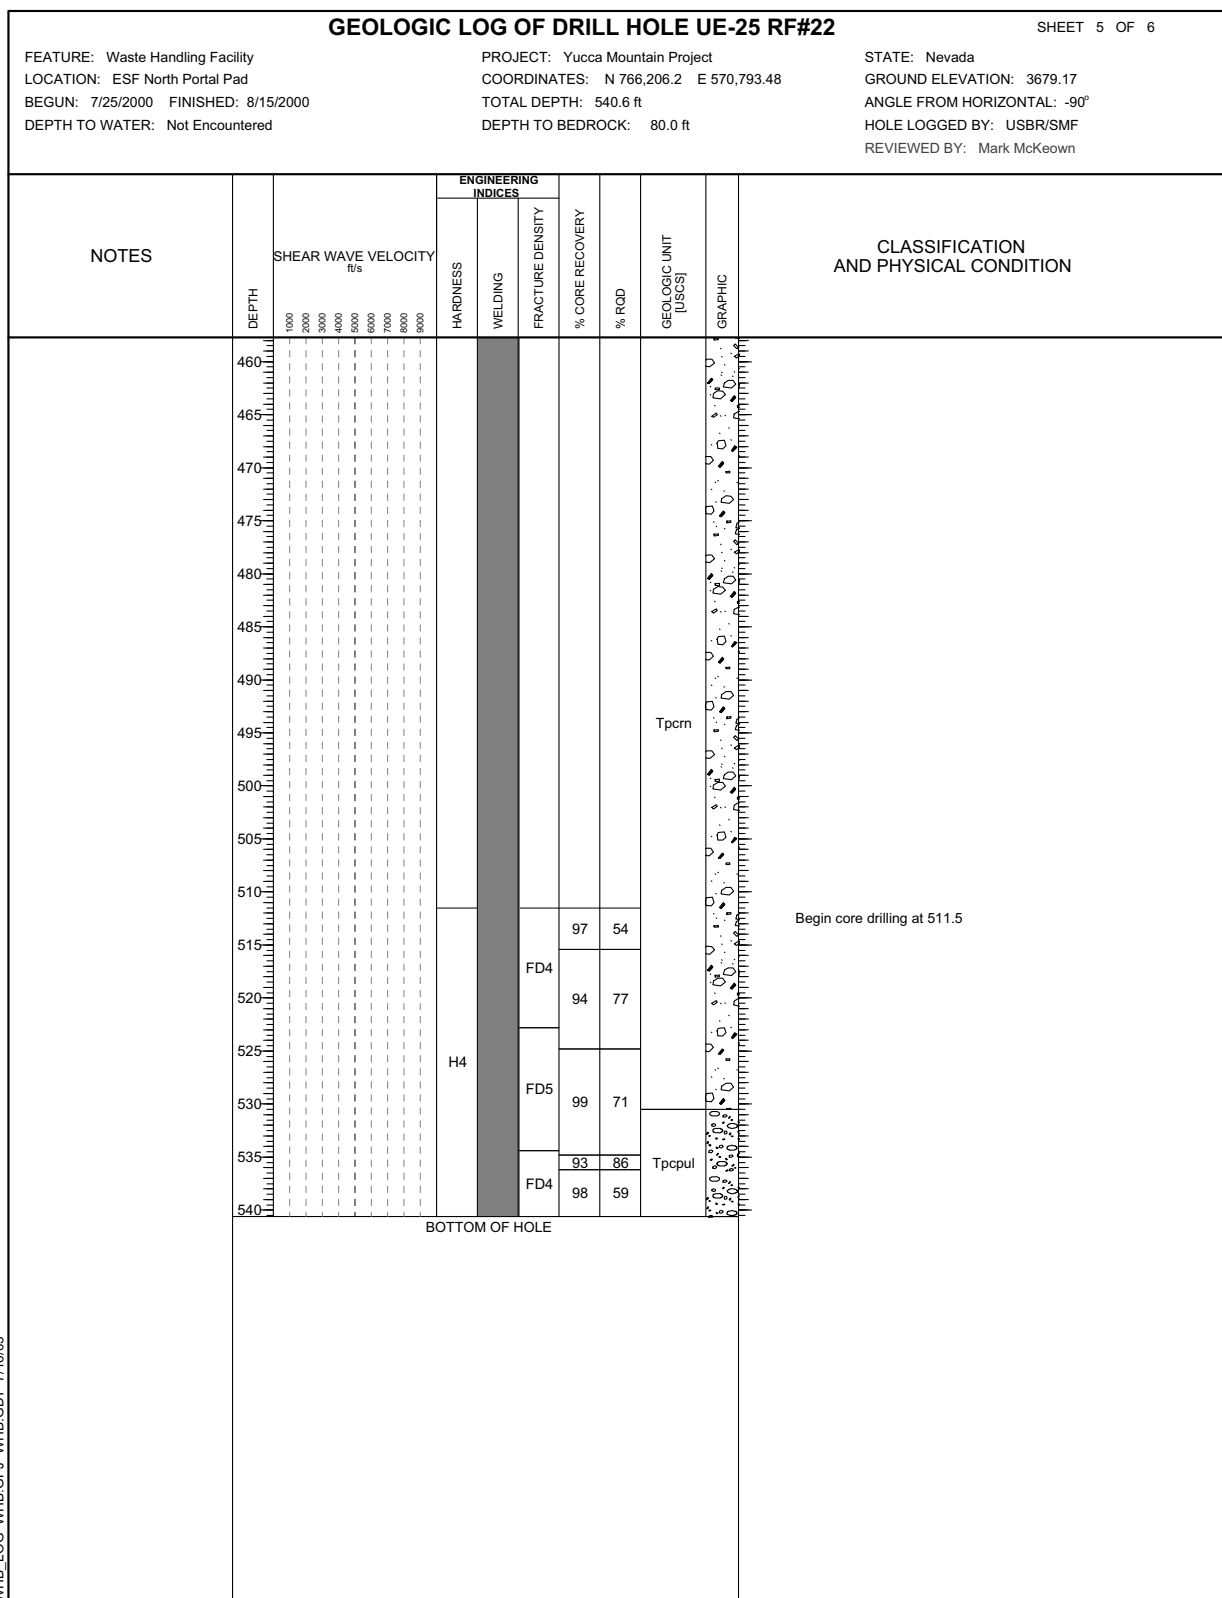 GEOLOGIC LOG OF DRILL HOLE UE-25 RF#22
SHEET 5 OF 6
FEATURE: Waste Handling Facility
PROJECT: Yucca Mountain Project
STATE: Nevada
LOCATION: ESF North Portal Pad
COORDINATES: N 766,206.2 E 570,793.48
GROUND ELEVATION: 3679.17
BEGUN: 7/25/2000 FINISHED: 8/15/2000
TOTAL DEPTH: 540.6 ft
ANGLE FROM HORIZONTAL: -90°
DEPTH TO WATER: Not Encountered
DEPTH TO BEDROCK: 80.0 ft
HOLE LOGGED BY: USBR/SMF
REVIEWED BY: Mark McKeown
NOTES
DEPTH
SHEAR WAVE VELOCITY
ft/s
1000
2000
3000
4000
5000
6000
7000
8000
9000
ENGINEERING
INDICES
HARDNESS
WELDING
FRACTURE DENSITY
% CORE RECOVERY
% RQD
GEOLOGIC UNIT
[USCS]
GRAPHIC
CLASSIFICATION
AND PHYSICAL CONDITION
460
465
470
475
480
485
490
495
Tpcrn
500
505
510
Begin core drilling at 511.5
97 54
515
FD4
94 77
520
525
H4
FD5
99 71
530
535
93 86
Tpcpul
FD4
98 59
540
BOTTOM OF HOLE